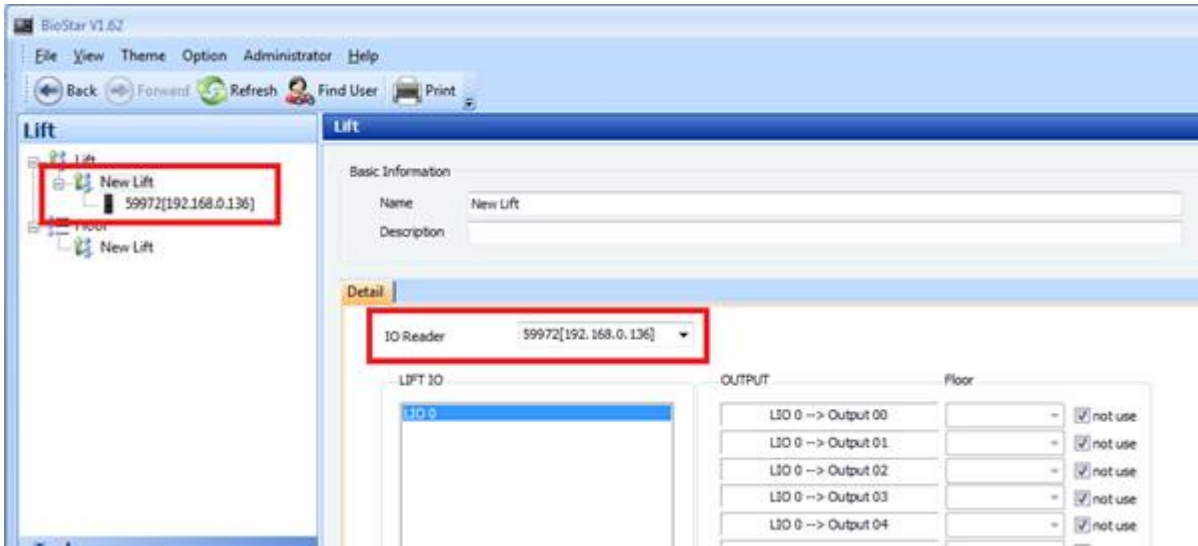 BioStar V1.62
File View Theme Option Administrator Help
Back Forward Refresh Find User Print
Lift
Lift
New Lift
59972[192.168.0.136]
Floor
New Lift
Lift
Basic Information
Name New Lift
Description
Detail
IO Reader 59972[192.168.0.136]
LIFT IO OUTPUT Floor
LIO 0
LIO 0 --> Output 00 not use
LIO 0 --> Output 01 not use
LIO 0 --> Output 02 not use
LIO 0 --> Output 03 not use
LIO 0 --> Output 04 not use